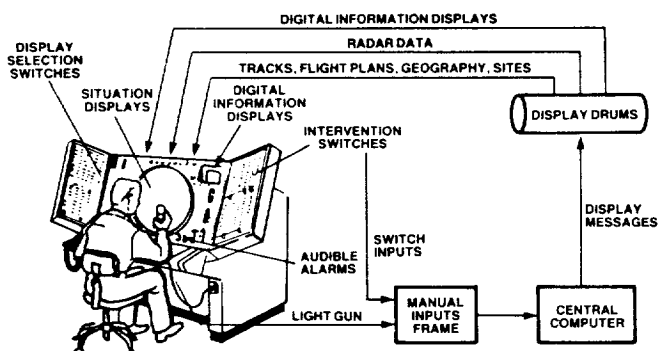 DIGITAL INFORMATION DISPLAYS
RADAR DATA
TRACKS, FLIGHT PLANS, GEOGRAPHY, SITES
DISPLAY
SELECTION
SWITCHES
SITUATION
DISPLAYS
DIGITAL
INFORMATION
DISPLAYS
INTERVENTION
SWITCHES
DISPLAY DRUMS
DISPLAY
MESSAGES
SWITCH
INPUTS
AUDIBLE
ALARMS
LIGHT GUN
MANUAL
INPUTS
FRAME
CENTRAL
COMPUTER